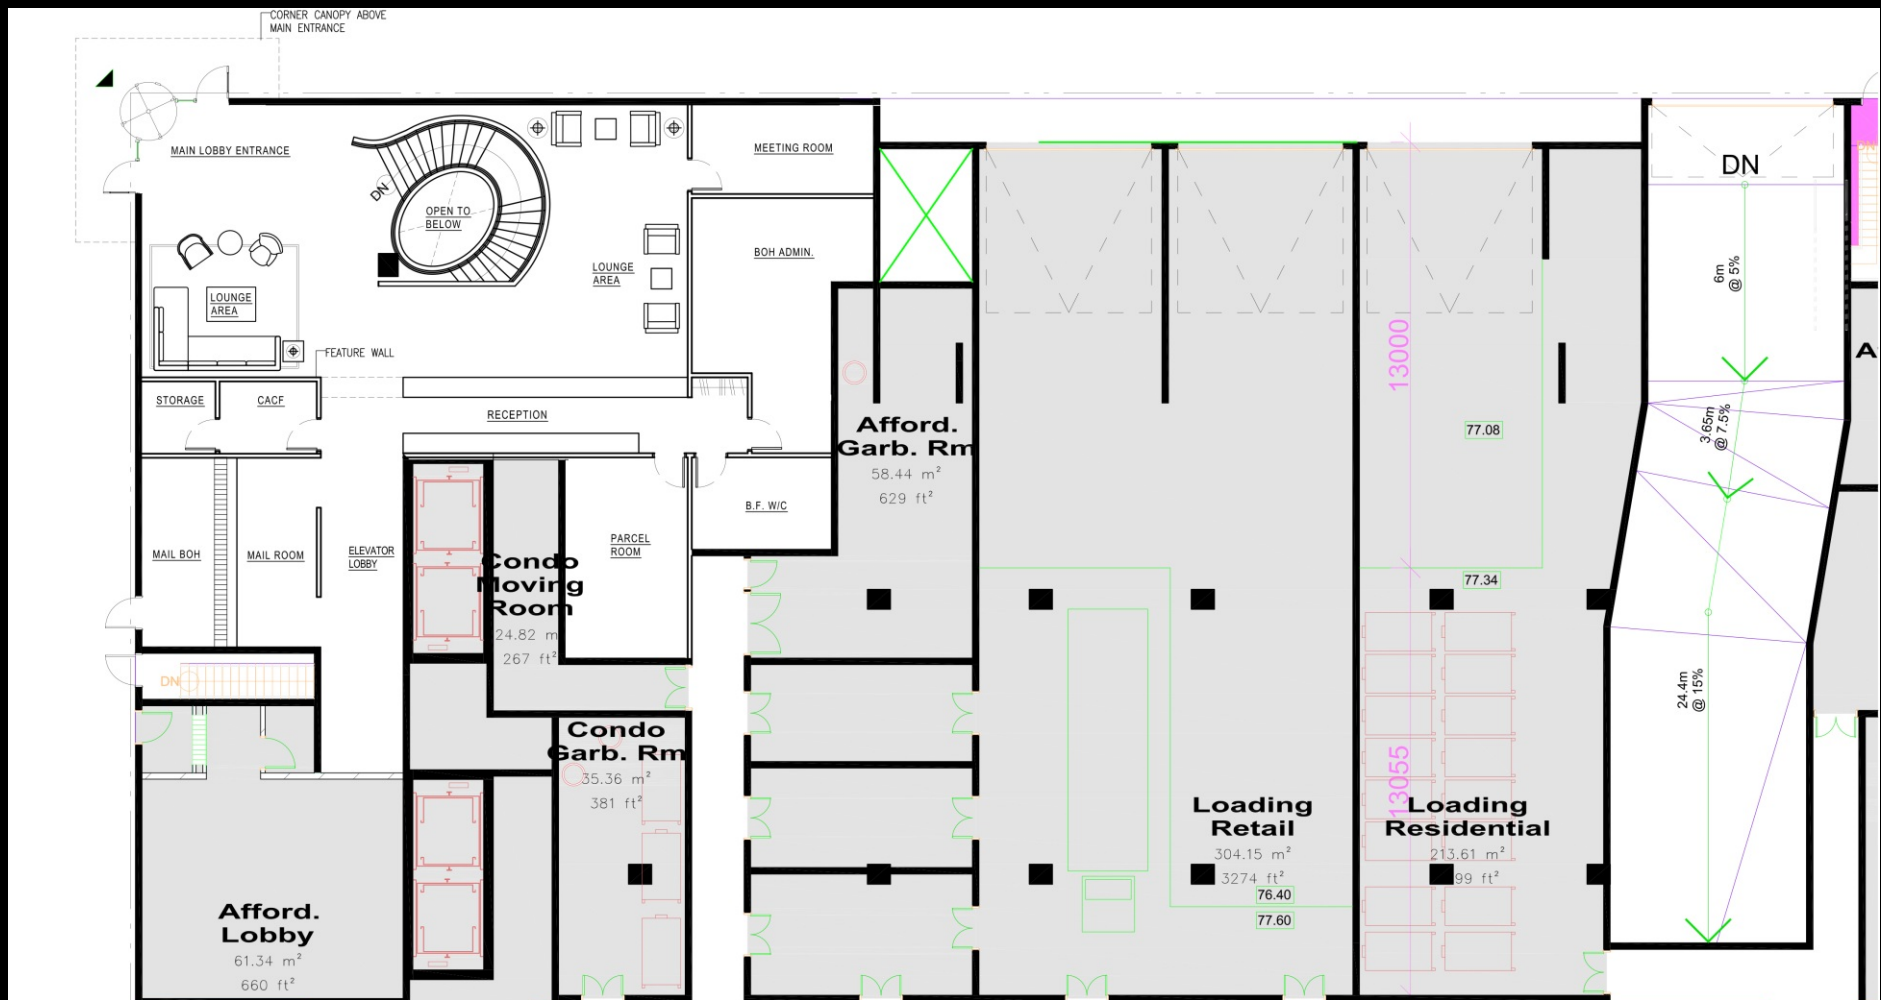 CORNER CANOPY ABOVE
MAIN ENTRANCE
MAIN LOBBY ENTRANCE
DN
OPEN TO
BELOW
LOUNGE
AREA
LOUNGE
AREA
MEETING ROOM
BOH ADMIN.
FEATURE WALL
STORAGE
CACF
RECEPTION
MAIL BOH
MAIL ROOM
ELEVATOR
LOBBY
PARCEL
ROOM
B.F. W/C
DN
Condo
Moving
Room
24.82 m
267 ft²
Condo
Garb. Rm
35.36 m²
381 ft²
Afford.
Lobby
61.34 m²
660 ft²
Afford.
Garb. Rm
58.44 m²
629 ft²
Loading
Retail
304.15 m²
3274 ft²
76.40
77.60
13000
77.08
77.34
13055
Loading
Residential
213.61 m²
99 ft²
DN
6m
@ 5%
3.65m
@ 7.5%
24.4m
@ 15%
DN
A